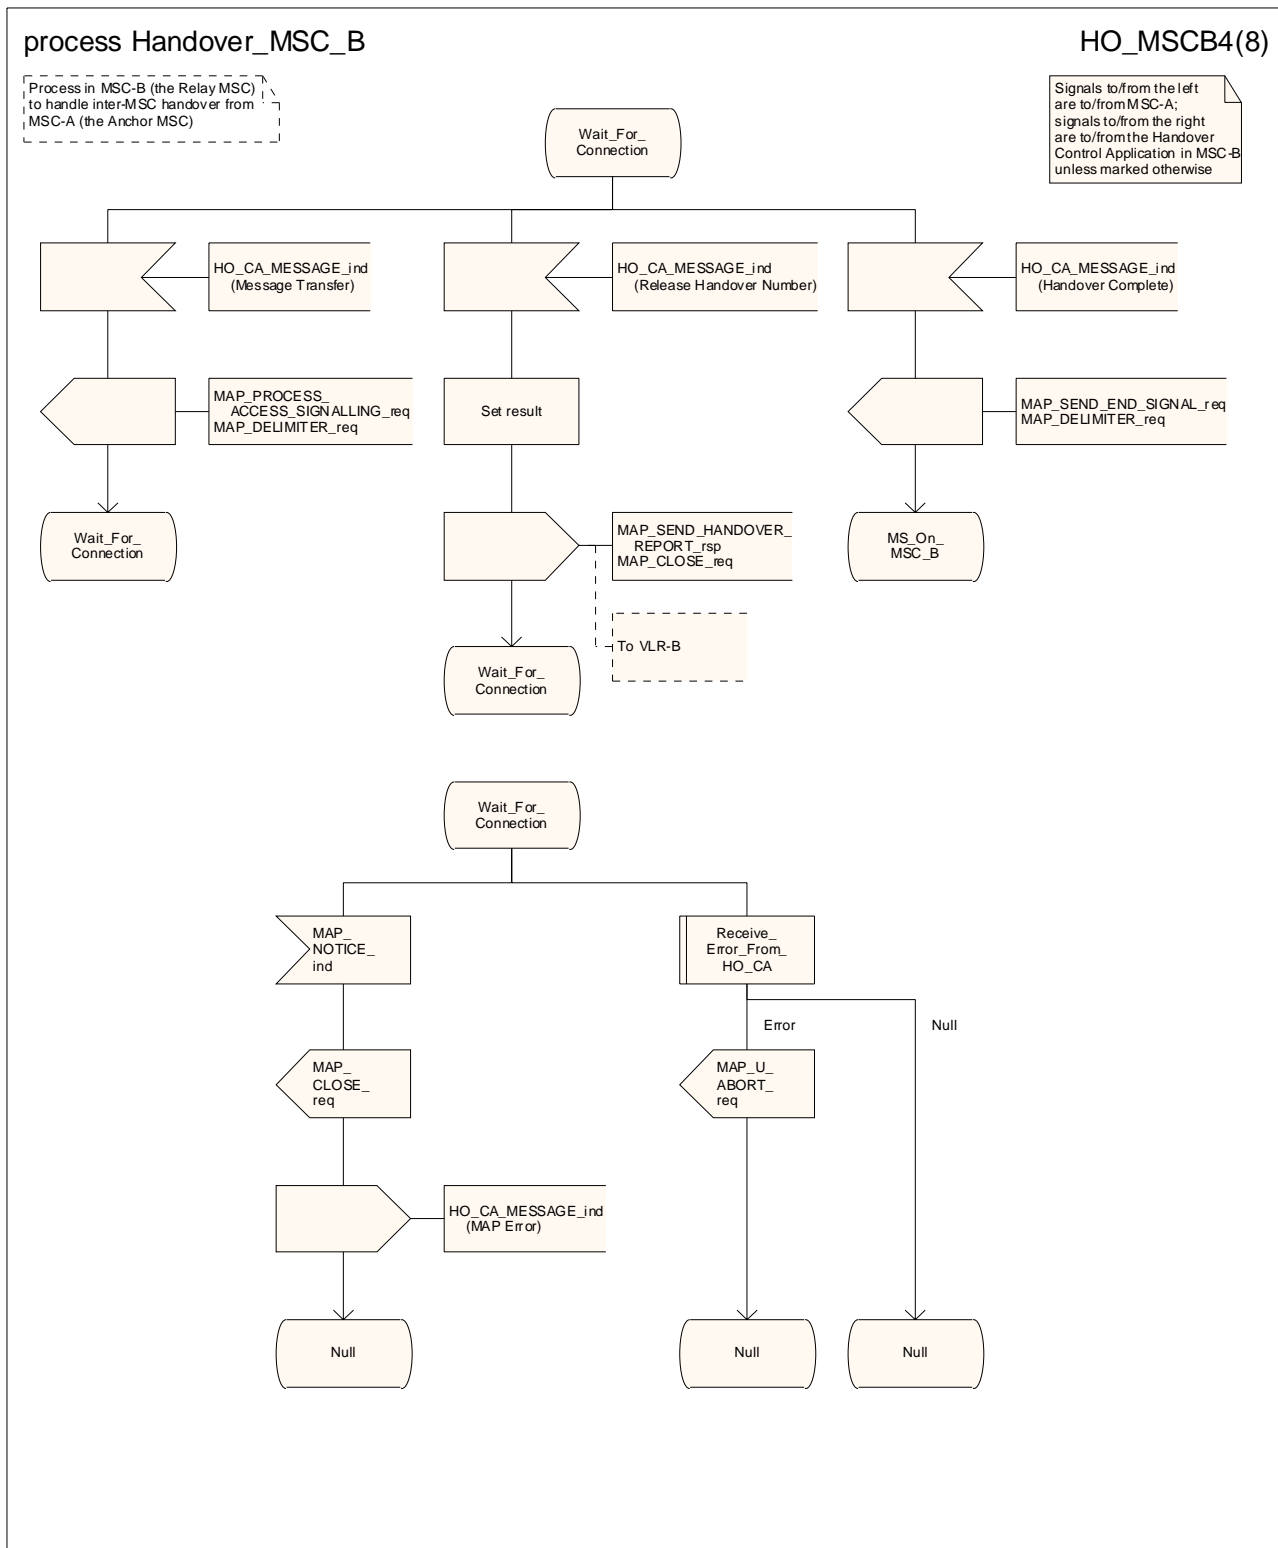 process Handover_MSC_B
HO_MSCB4(8)
Process in MSC-B (the Relay MSC)
to handle inter-MSC handover from
MSC-A (the Anchor MSC)
Signals to/from the left
are to/from MSC-A;
signals to/from the right
are to/from the Handover
Control Application in MSC-B
unless marked otherwise
Wait_For_
Connection
HO_CA_MESSAGE_ind
(Message Transfer)
HO_CA_MESSAGE_ind
(Release Handover Number)
HO_CA_MESSAGE_ind
(Handover Complete)
MAP_PROCESS_
ACCESS_SIGNALLING_req
MAP_DELIMITER_req
Set result
MAP_SEND_END_SIGNAL_req
MAP_DELIMITER_req
Wait_For_
Connection
MAP_SEND_HANDOVER_
REPORT_rsp
MAP_CLOSE_req
MS_On_
MSC_B
To VLR-B
Wait_For_
Connection
Wait_For_
Connection
MAP_
NOTICE_
ind
Receive_
Error_From_
HO_CA
Error
Null
MAP_
CLOSE_
req
MAP_U_
ABORT_
req
HO_CA_MESSAGE_ind
(MAP Error)
Null
Null
Null